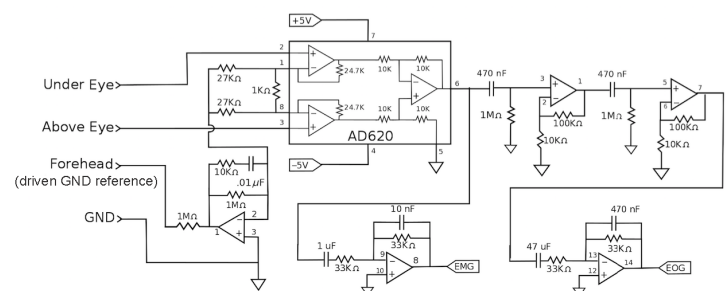 +5V
7
2
Under Eye
1
27KΩ
24.7K
10K
10K
6
470 nF
3
1
470 nF
5
7
1KΩ
2
1MΩ
100KΩ
6
1MΩ
100KΩ
27KΩ
8
24.7K
10K
10K
Above Eye
3
10KΩ
10KΩ
AD620
4
5
-5V
Forehead
(driven GND reference)
10KΩ
.01µF
1MΩ
GND
1MΩ
1
2
3
10 nF
33KΩ
1 uF
33KΩ
9
10
8
EMG
470 nF
33KΩ
47 uF
33KΩ
13
12
14
EOG